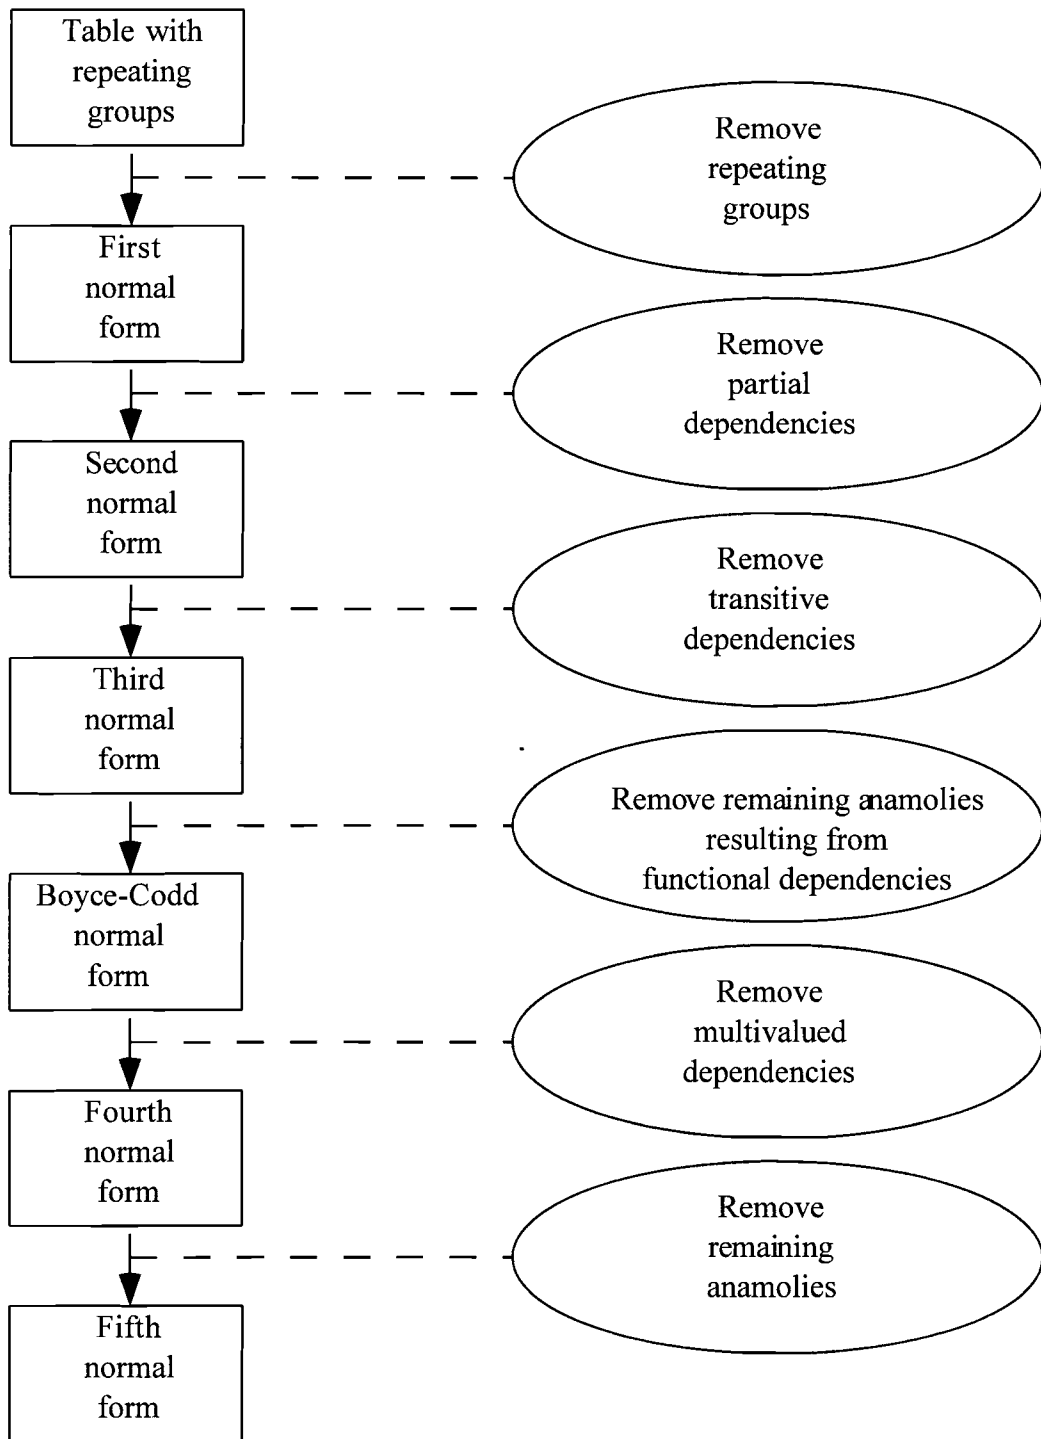 Table with
repeating
groups
Remove
repeating
groups
First
normal
form
Remove
partial
dependencies
Second
normal
form
Remove
transitive
dependencies
Third
normal
form
Remove remaining anamolies
resulting from
functional dependencies
Boyce-Codd
normal
form
Remove
multivalued
dependencies
Fourth
normal
form
Remove
remaining
anamolies
Fifth
normal
form